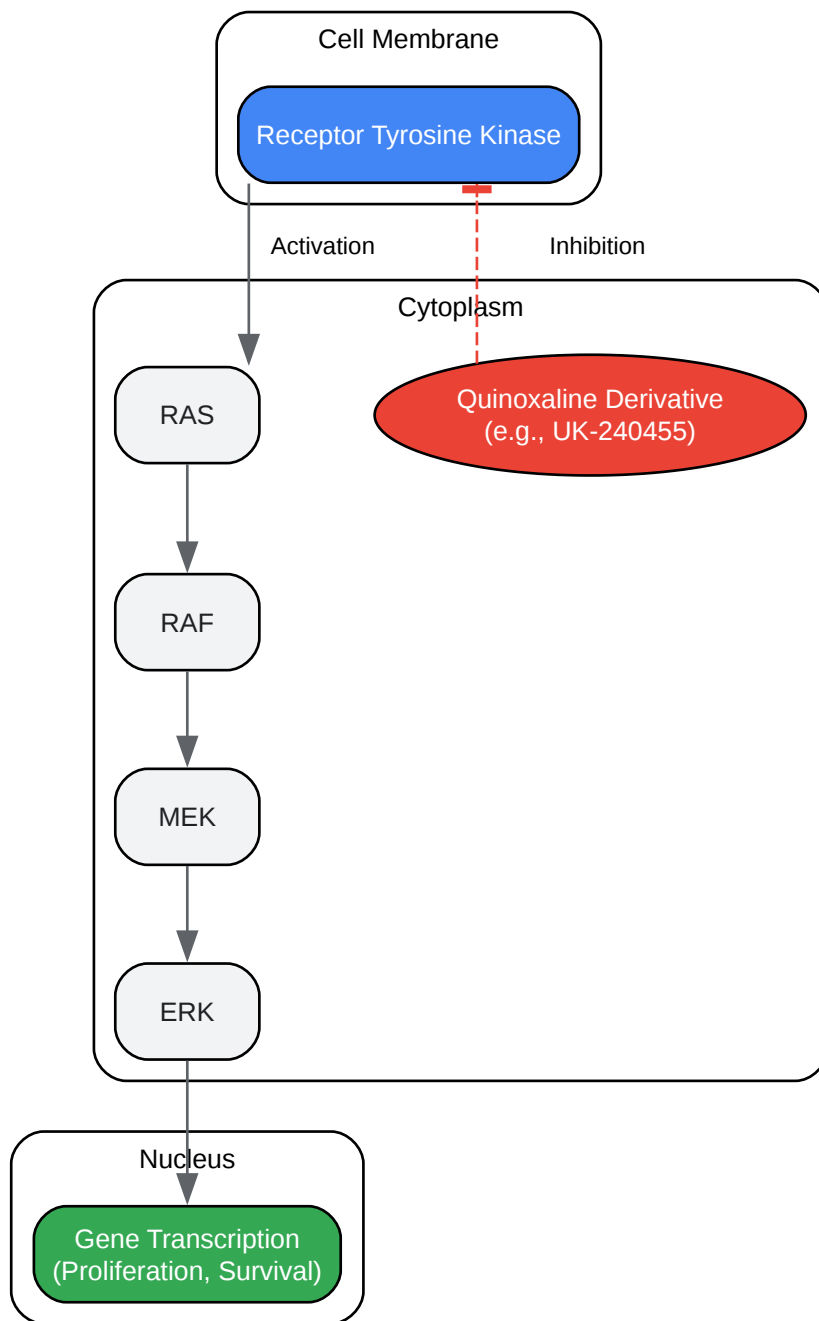 Cell Membrane
Receptor Tyrosine Kinase
Activation
Inhibition
Cytoplasm
RAS
Quinoxaline Derivative
(e.g., UK-240455)
RAF
MEK
ERK
Nucleus
Gene Transcription
(Proliferation, Survival)